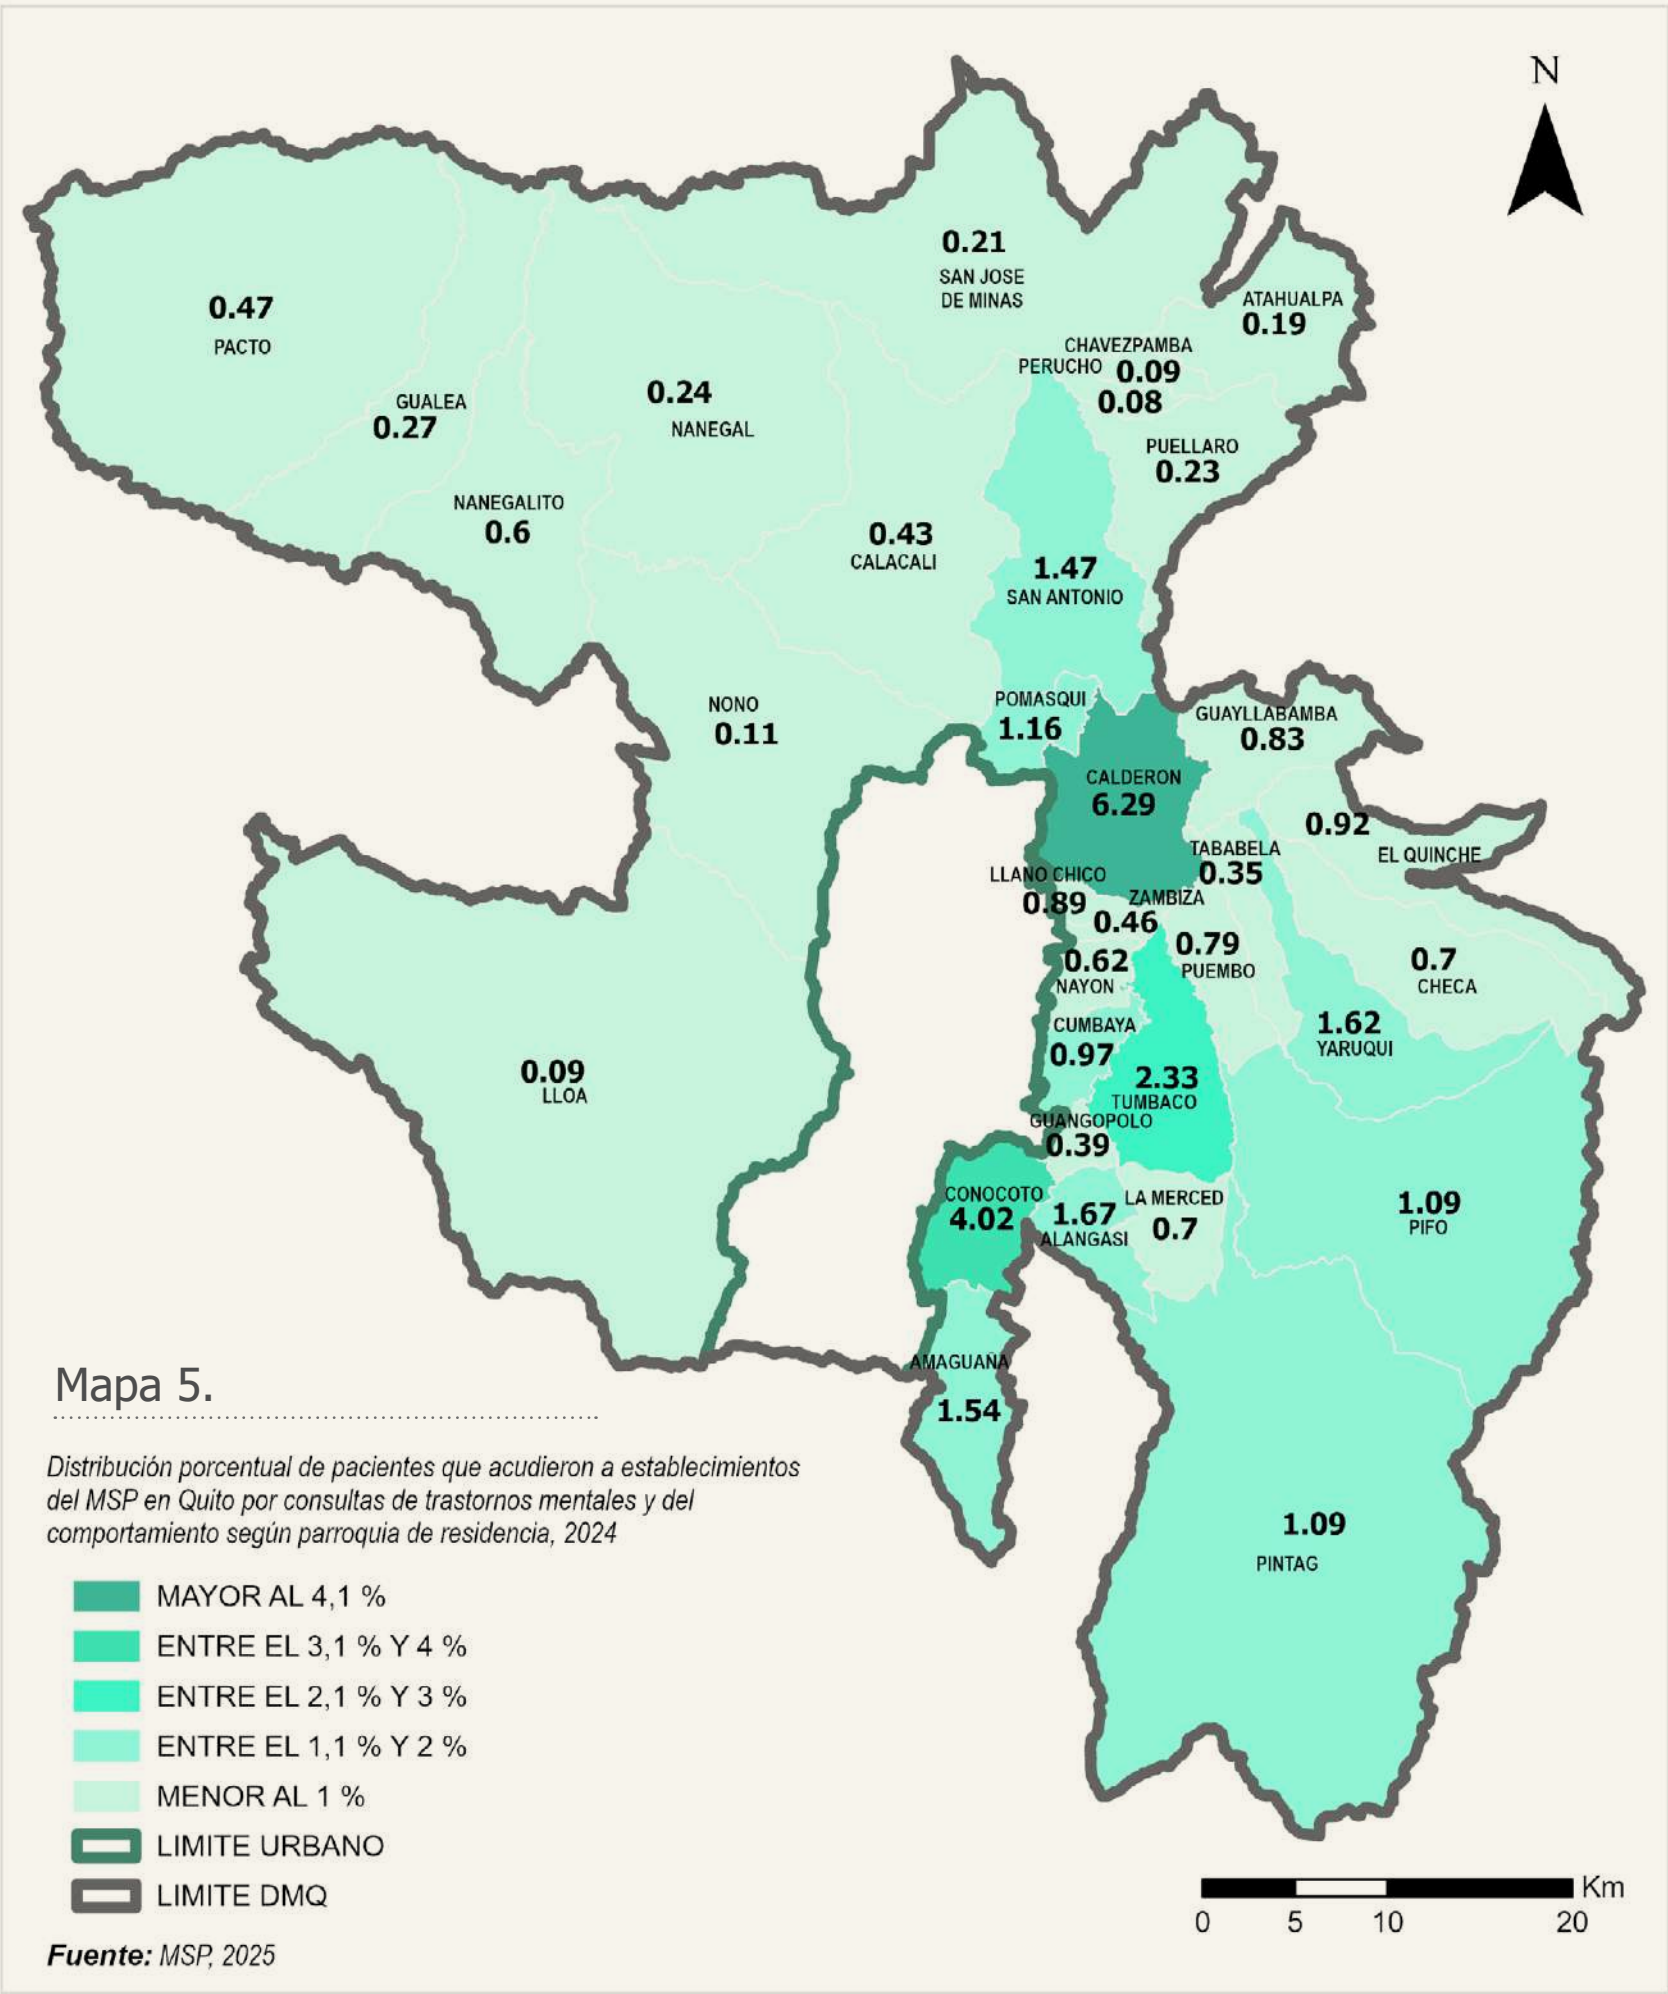 N
0.21
SAN JOSE
DE MINAS
ATAHUALPA
0.19
0.47
PACTO
CHAVEZPAMBA
PERUCHO 0.09
0.08
GUALEA
0.27
0.24
NANEGAL
PUELLARO
0.23
NANEGALITO
0.6
0.43
CALACALI
1.47
SAN ANTONIO
NONO
0.11
POMASQUI
1.16
GUAYLLABAMBA
0.83
CALDERON
6.29
0.92
EL QUINCHE
TABABELA
0.35
LLANO CHICO
0.89
ZAMBIZA
0.46
0.79
PUEMBO
0.62
NAYON
0.7
CHECA
CUMBAYA
0.97
1.62
YARUQUI
0.09
LLOA
2.33
TUMBACO
GUANGOPOLO
0.39
CONOCOTO
4.02
1.67
ALANGASI
LA MERCED
0.7
1.09
PIFO
AMAGUAÑA
1.54
1.09
PINTAG
Mapa 5.
Distribución porcentual de pacientes que acudieron a establecimientos
del MSP en Quito por consultas de trastornos mentales y del
comportamiento según parroquia de residencia, 2024
MAYOR AL 4,1 %
ENTRE EL 3,1 % Y 4 %
ENTRE EL 2,1 % Y 3 %
ENTRE EL 1,1 % Y 2 %
MENOR AL 1 %
LIMITE URBANO
LIMITE DMQ
Fuente: MSP, 2025
Km
0 5 10 20